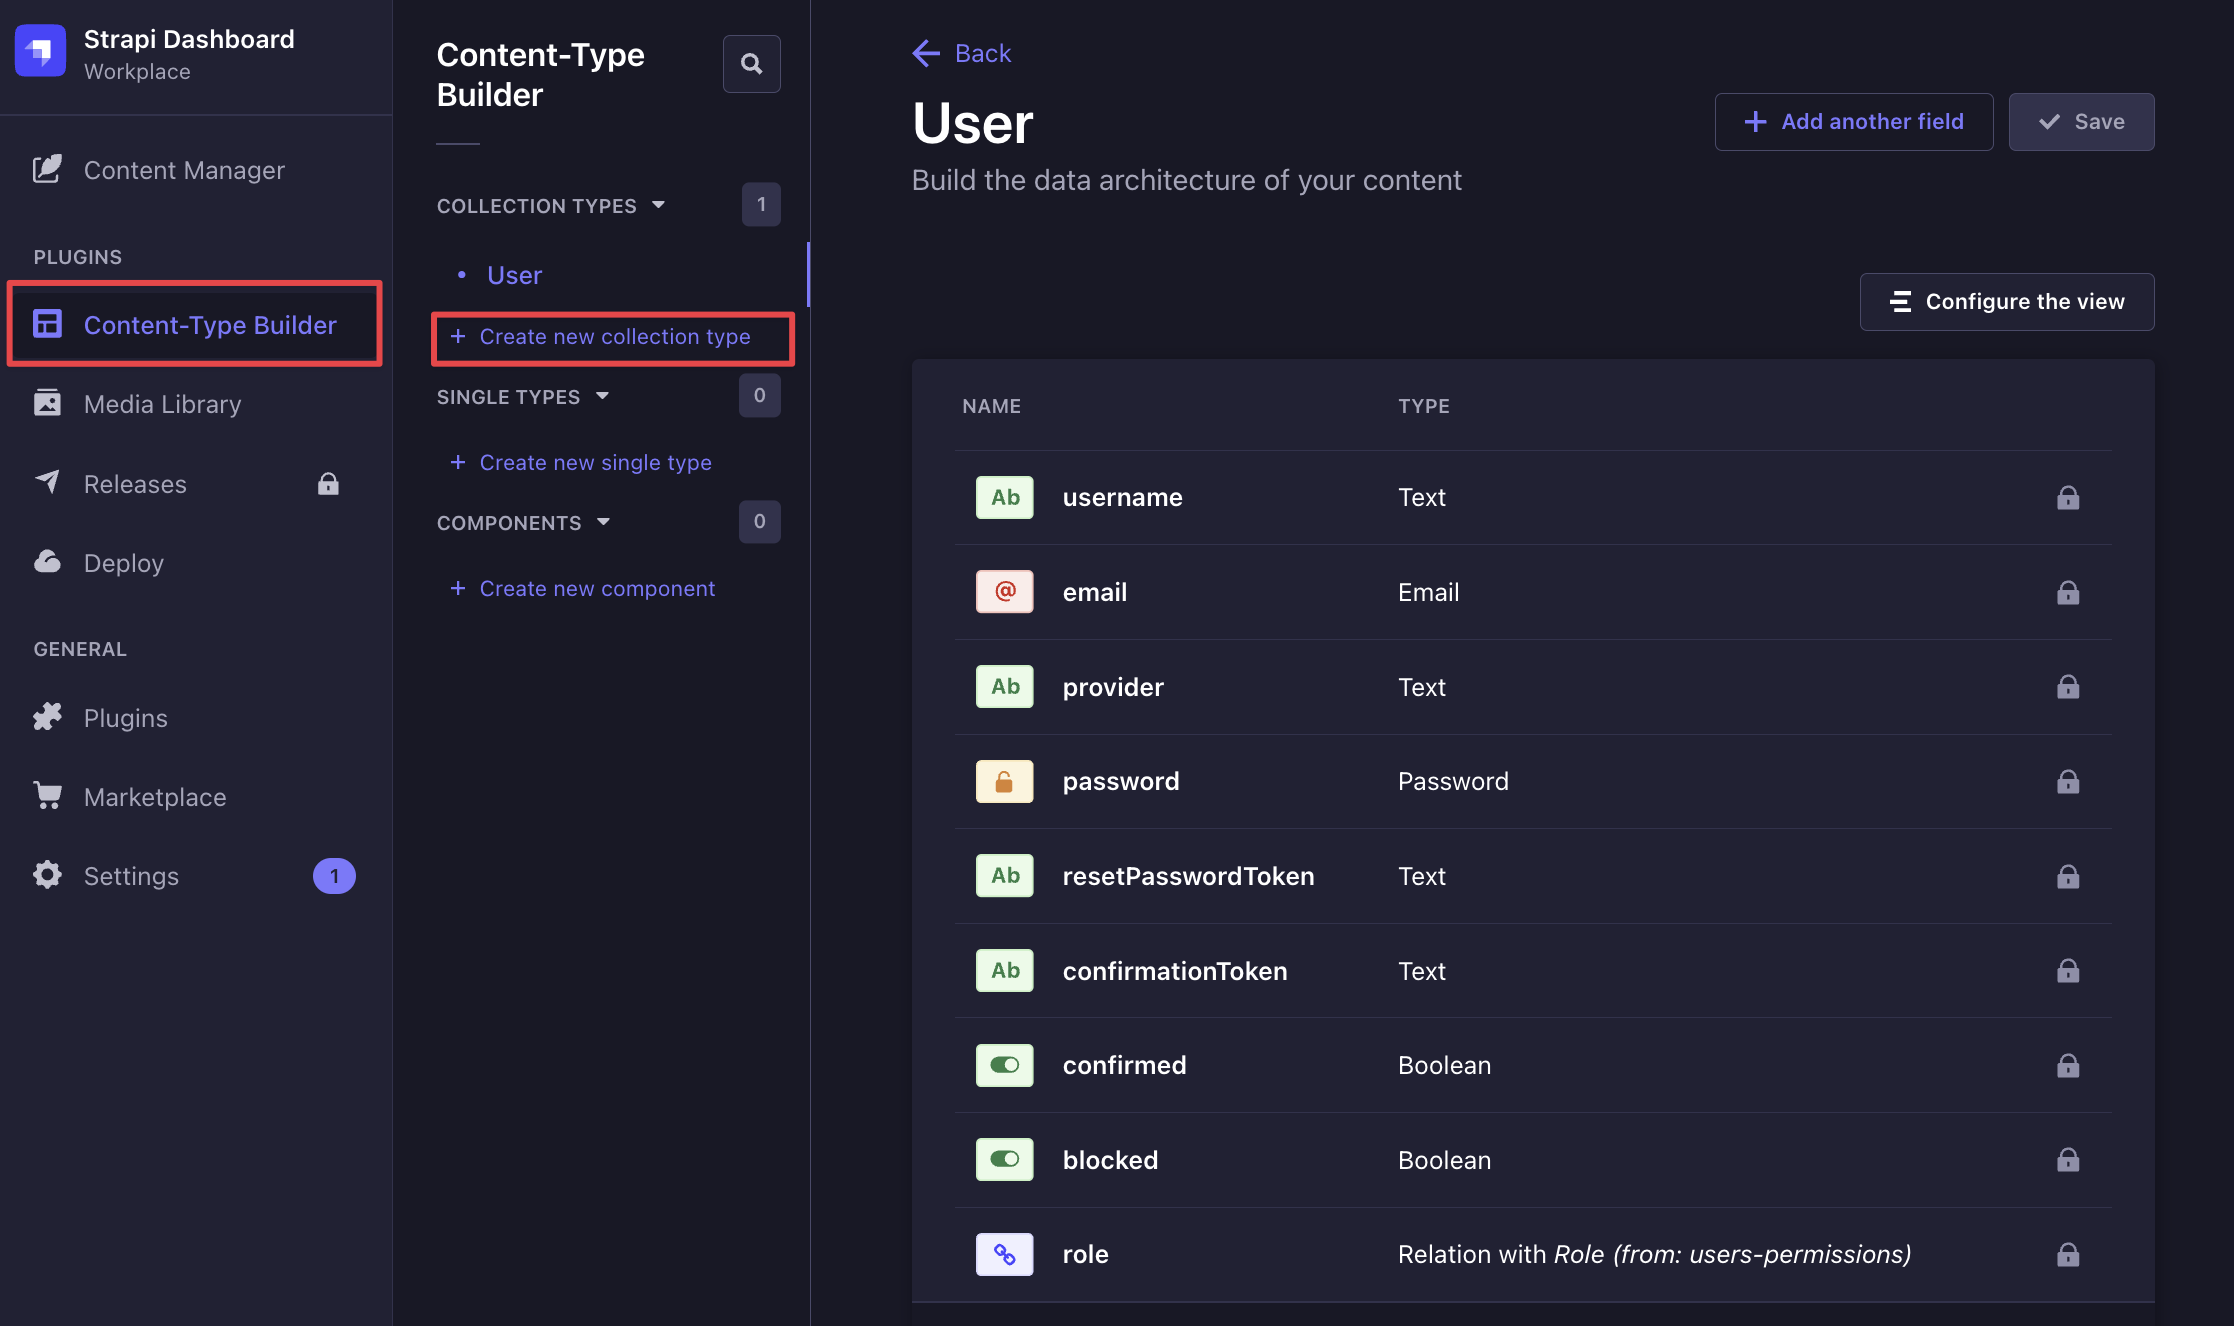 Strapi Dashboard
Workplace
Content Manager
PLUGINS
Content-Type Builder
Media Library
Releases
Deploy
GENERAL
Plugins
Marketplace
Settings
1
Content-Type
Builder
COLLECTION TYPES
1
User
+ Create new collection type
SINGLE TYPES
0
+ Create new single type
COMPONENTS
0
+ Create new component
Back
User
Build the data architecture of your content
+ Add another field
Save
Configure the view
NAME TYPE
Ab username Text
@ email Email
Ab provider Text
password Password
Ab resetPasswordToken Text
Ab confirmationToken Text
confirmed Boolean
blocked Boolean
role Relation with Role (from: users-permissions)